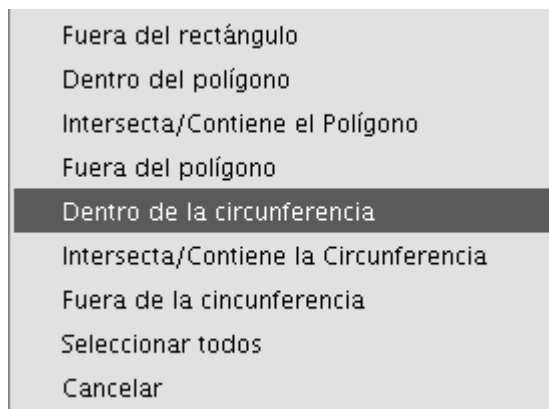 Fuera del rectángulo
Dentro del polígono
Intersecta/Contiene el Polígono
Fuera del polígono
Dentro de la circunferencia
Intersecta/Contiene la Circunferencia
Fuera de la cincunferencia
Seleccionar todos
Cancelar